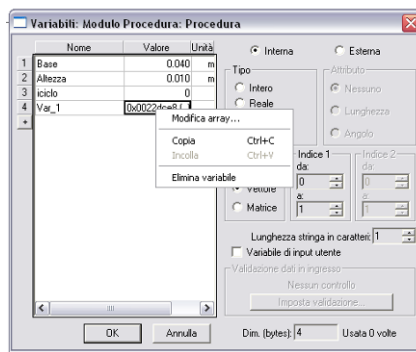 Variabiti: Modulo Procedura: Procedura
Nome Valore Unità
1 Base 0.040 m
2 Altezza 0.010 m
3 iciclo 0
4 Var_1 0x0022dce8 (
Modifica array...
Copia Ctrl+C
Incolla Ctrl+V
Elimina variabile
Interna Esterna
Tipo
Intero
Reale
Attributo
Nessuno
Lunghezza
Angolo
Vettore
Matrice
Indice 1
da:
0
a:
1
Indice 2
da:
0
a:
1
Lunghezza stringa in caratteri: 1
Variabile di input utente
Validazione dati in ingresso
Nessun controllo
Imposta validazione...
OK Annulla Dim. (bytes): 4 Usata 0 volte